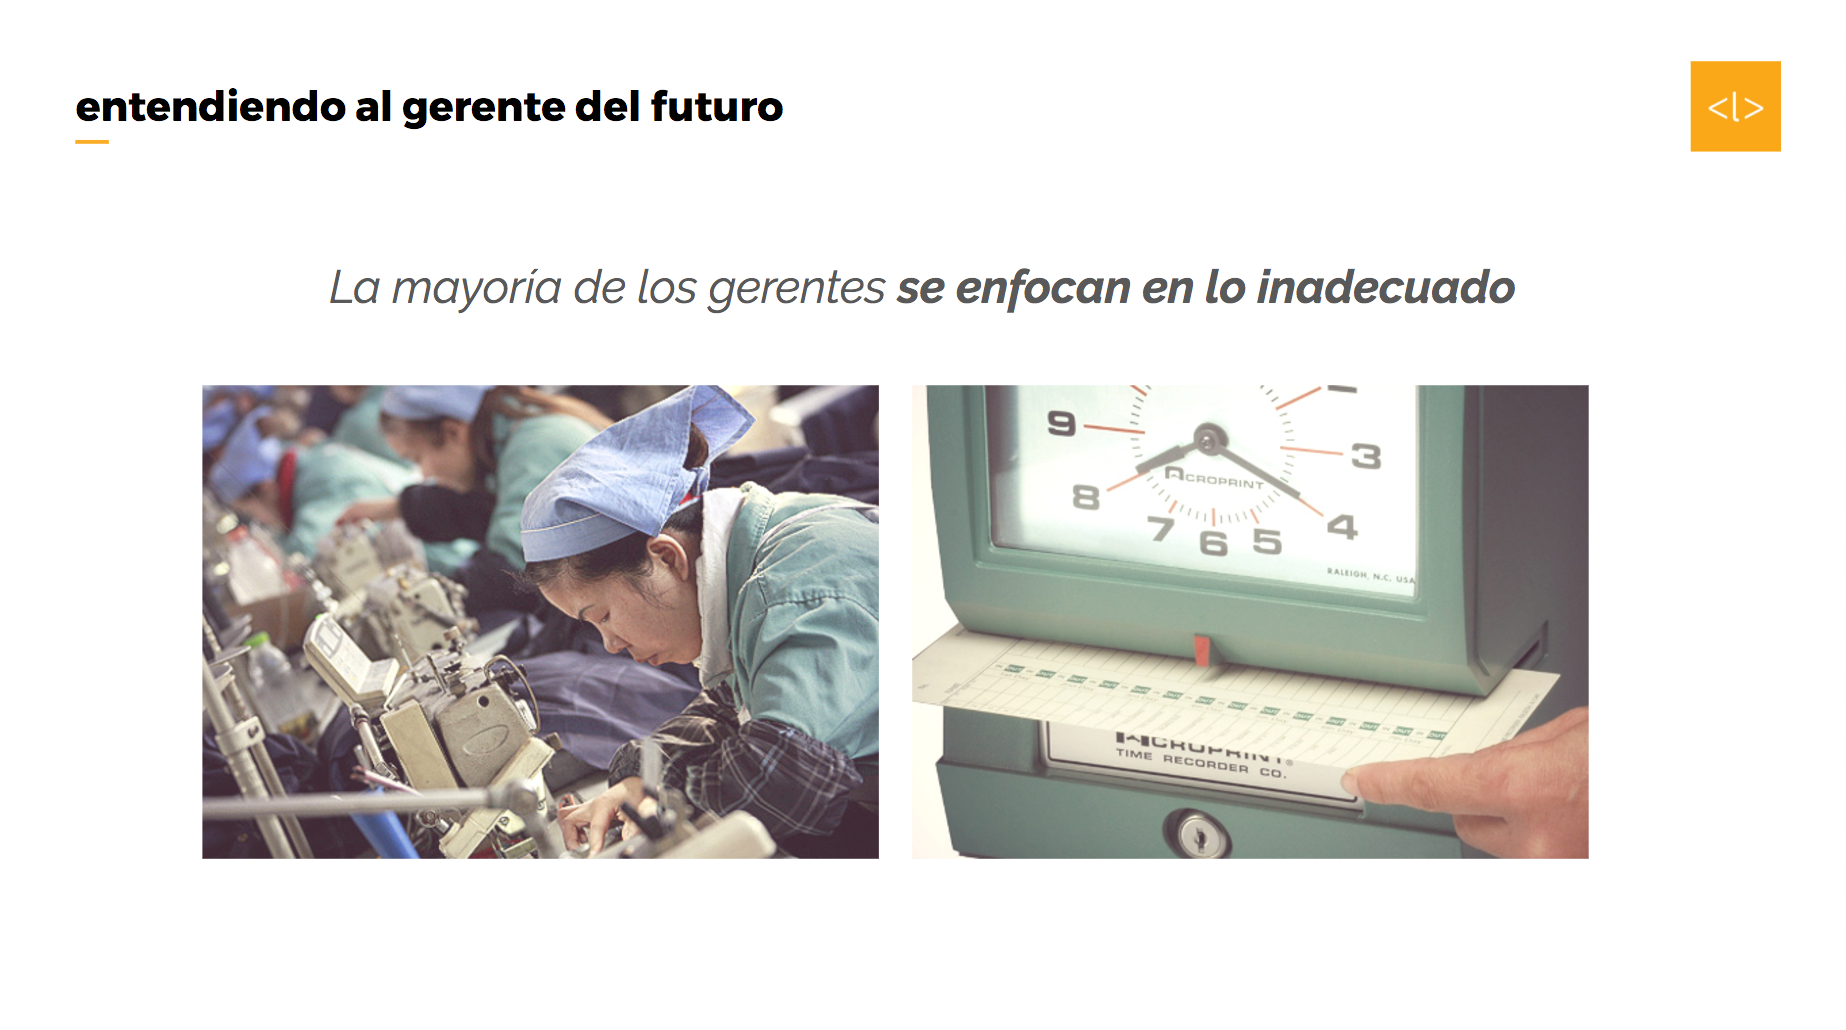 entendiendo al gerente del futuro
<l>
La mayoría de los gerentes se enfocan en lo inadecuado
9
3
ACROPRINT
8
4
7
6
5
RALEIGH, N.C. USA
ACROPRINT®
TIME RECORDER CO.